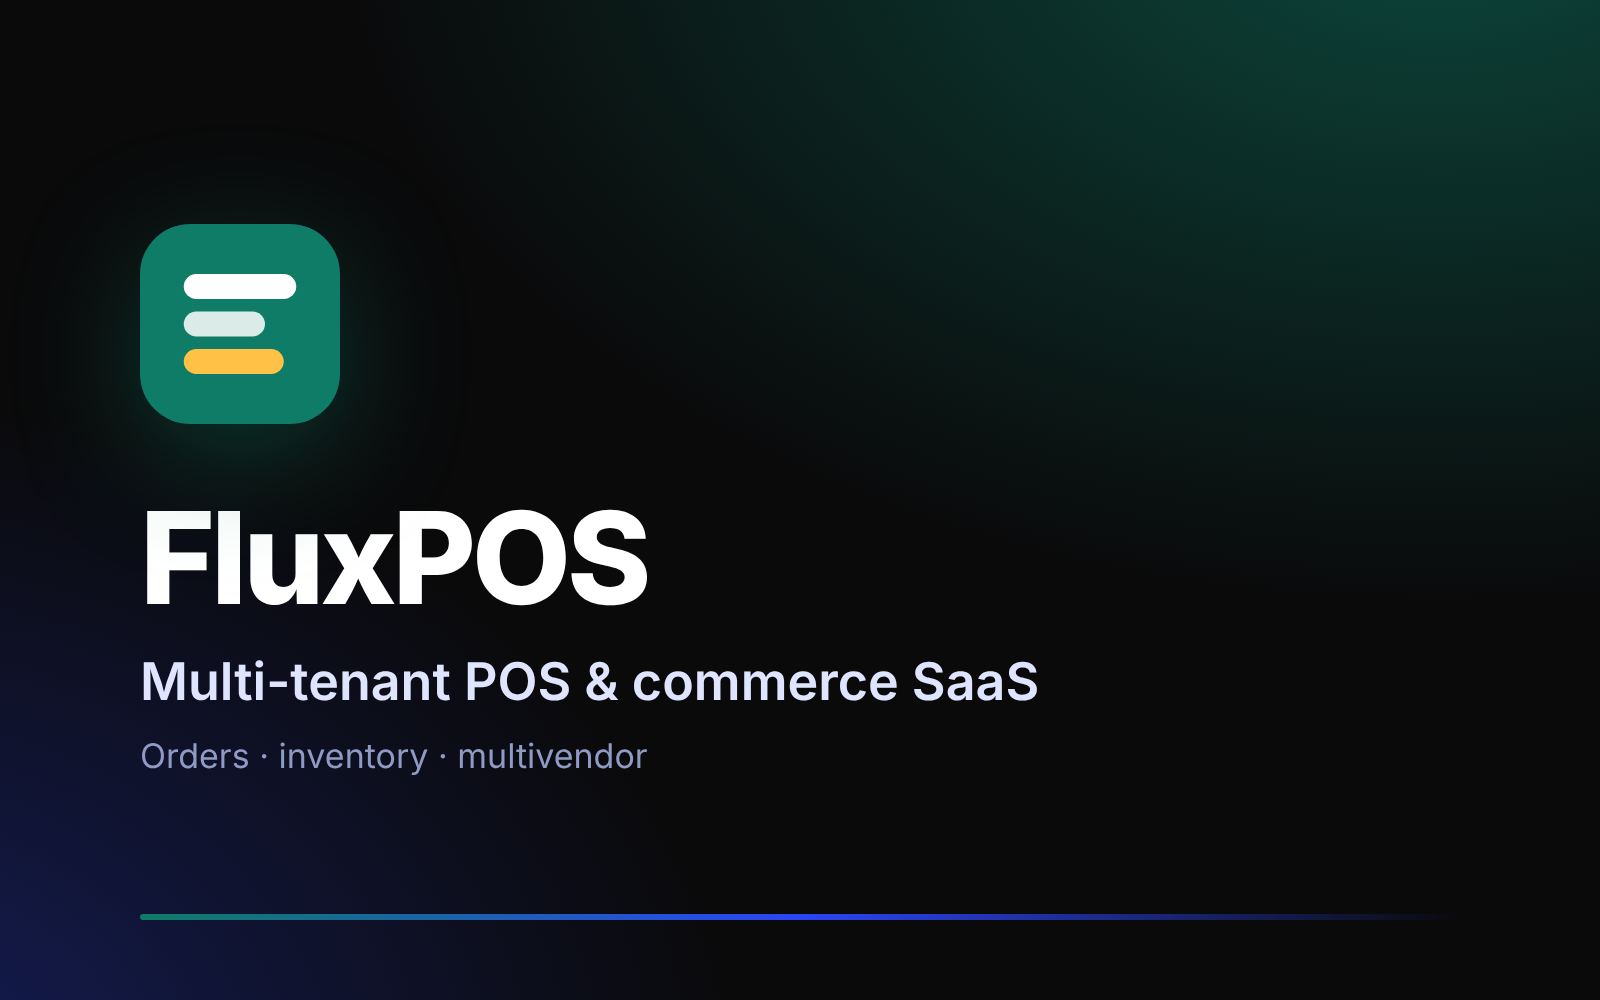 FluxPOS
Multi-tenant POS & commerce SaaS
Orders · inventory · multivendor